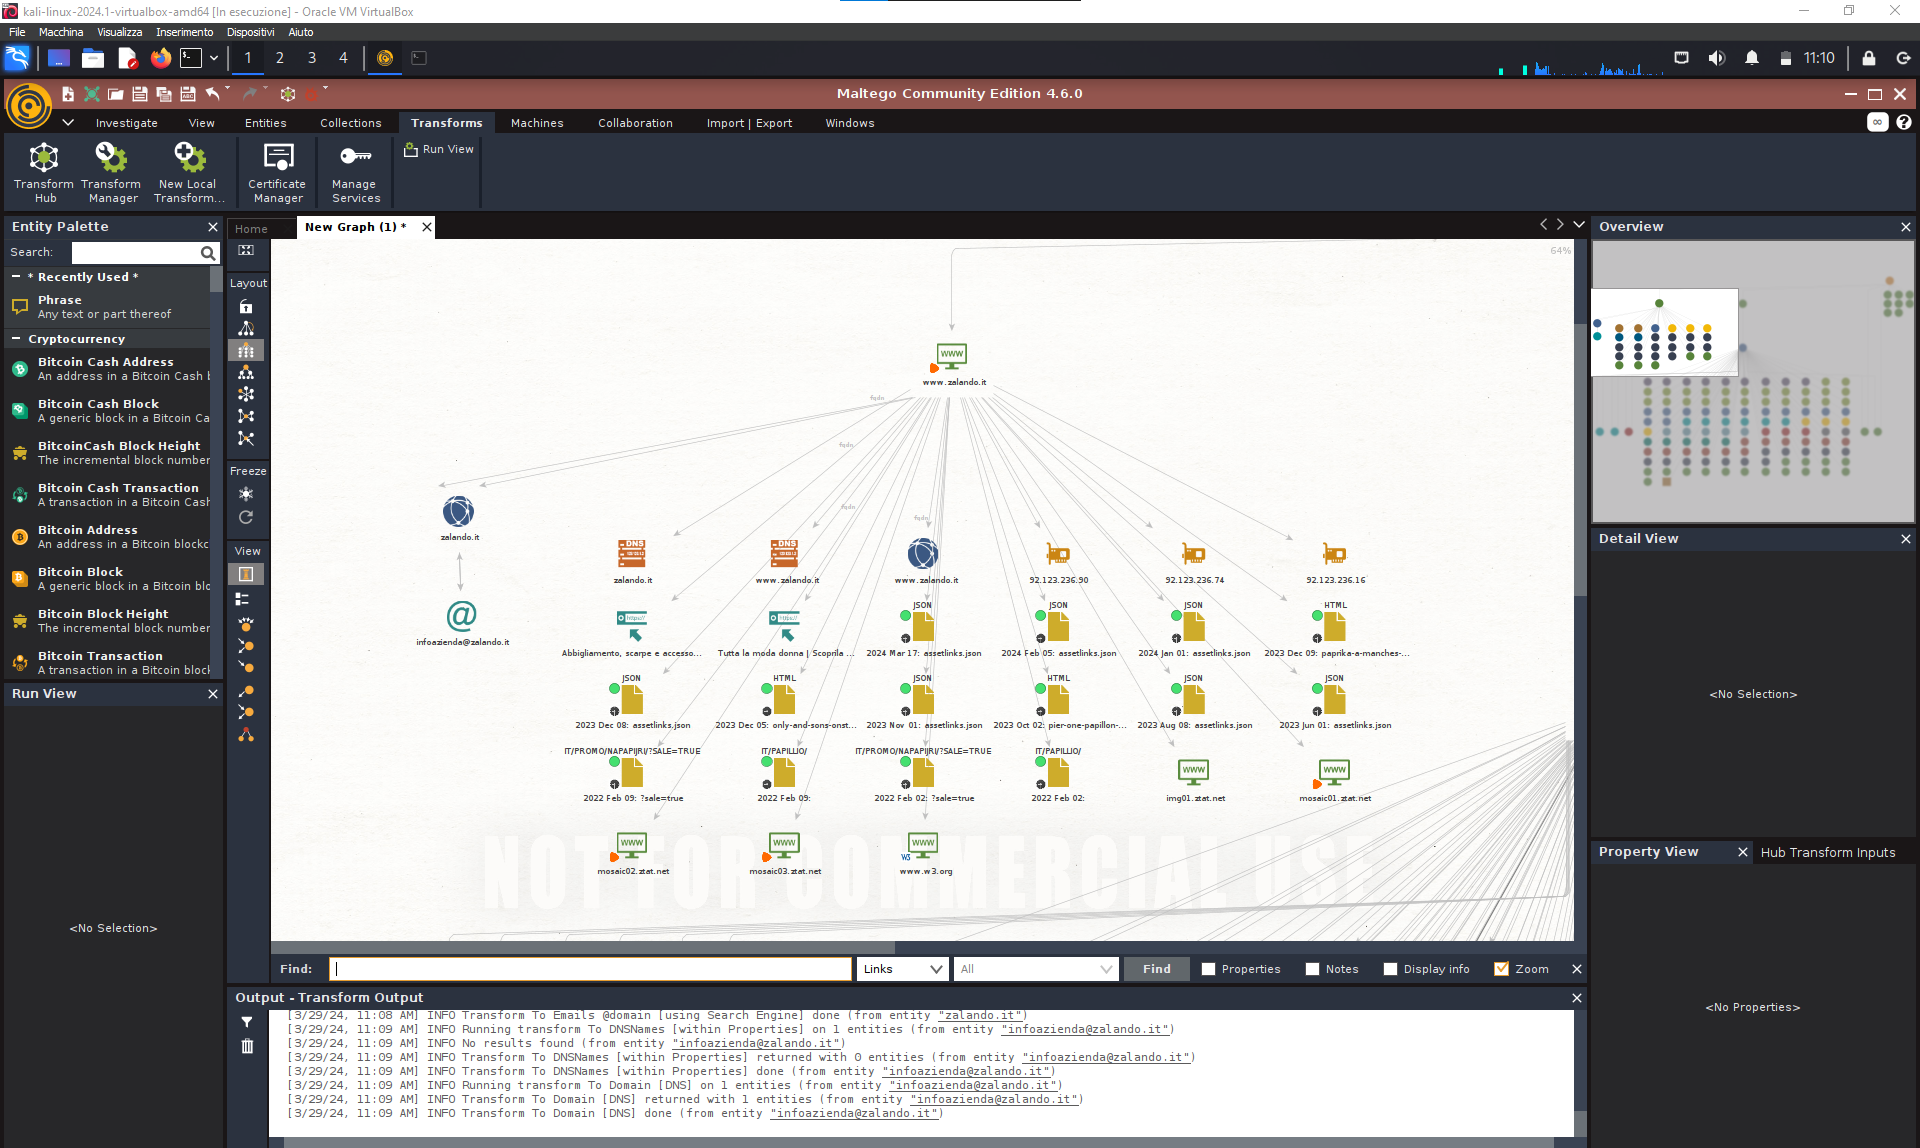 kali-linux-2024.1-virtualbox-amd64 [In esecuzione] - Oracle VM VirtualBox
File Macchina Visualizza Inserimento Dispositivi Aiuto
1 2 3 4 11:10
Maltego Community Edition 4.6.0
Investigate View Entities Collections Transforms Machines Collaboration Import | Export Windows
Transform Hub
Transform Manager
New Local Transform...
Certificate Manager
Manage Services
Run View
Entity Palette
Search:
* Recently Used *
Phrase
Any text or part thereof
Cryptocurrency
Bitcoin Cash Address
An address in a Bitcoin Cash
Bitcoin Cash Block
A generic block in a Bitcoin Ca
BitcoinCash Block Height
The incremental block number
Bitcoin Cash Transaction
A transaction in a Bitcoin Cash
Bitcoin Address
An address in a Bitcoin blockc
Bitcoin Block
A generic block in a Bitcoin blo
Bitcoin Block Height
The incremental block number
Bitcoin Transaction
A transaction in a Bitcoin block
Run View
<No Selection>
Home New Graph (1) *
Layout
Freeze
View
64%
www.zalando.it
zalando.it
infoazienda@zalando.it
zalando.it
www.zalando.it
www.zalando.it
92.123.236.90
92.123.236.74
92.123.236.16
JSON JSON JSON HTML
Abbigliamento, scarpe e accesso...
Tutta la moda donna | Scoprila ...
2024 Mar 17: assetlinks.json
2024 Feb 05: assetlinks.json
2024 Jan 01: assetlinks.json
2023 Dec 09: paprika-a-manches-...
JSON HTML JSON HTML JSON JSON
2023 Dec 08: assetlinks.json
2023 Dec 05: only-and-sons-onst...
2023 Nov 01: assetlinks.json
2023 Oct 02: pier-one-papillon-...
2023 Aug 08: assetlinks.json
2023 Jun 01: assetlinks.json
IT/PROMO/NAPAPIJRI/?SALE=TRUE IT/PAPILLIO/ IT/PROMO/NAPAPIJRI/?SALE=TRUE IT/PAPILLIO/
2022 Feb 09: ?sale=true
2022 Feb 09:
2022 Feb 02: ?sale=true
2022 Feb 02:
img01.ztat.net
mosaic01.ztat.net
mosaic02.ztat.net
mosaic03.ztat.net
www.w3.org
NOT FOR COMMERCIAL USE
Find: Links All Find Properties Notes Display info Zoom
Output - Transform Output
[3/29/24, 11:08 AM] INFO Transform To Emails @domain [using Search Engine] done (from entity "zalando.it")
[3/29/24, 11:09 AM] INFO Running transform To DNSNames [within Properties] on 1 entities (from entity "infoazienda@zalando.it")
[3/29/24, 11:09 AM] INFO No results found (from entity "infoazienda@zalando.it")
[3/29/24, 11:09 AM] INFO Transform To DNSNames [within Properties] returned with 0 entities (from entity "infoazienda@zalando.it")
[3/29/24, 11:09 AM] INFO Transform To DNSNames [within Properties] done (from entity "infoazienda@zalando.it")
[3/29/24, 11:09 AM] INFO Running transform To Domain [DNS] on 1 entities (from entity "infoazienda@zalando.it")
[3/29/24, 11:09 AM] INFO Transform To Domain [DNS] returned with 1 entities (from entity "infoazienda@zalando.it")
[3/29/24, 11:09 AM] INFO Transform To Domain [DNS] done (from entity "infoazienda@zalando.it")
Overview
Detail View
<No Selection>
Property View Hub Transform Inputs
<No Properties>